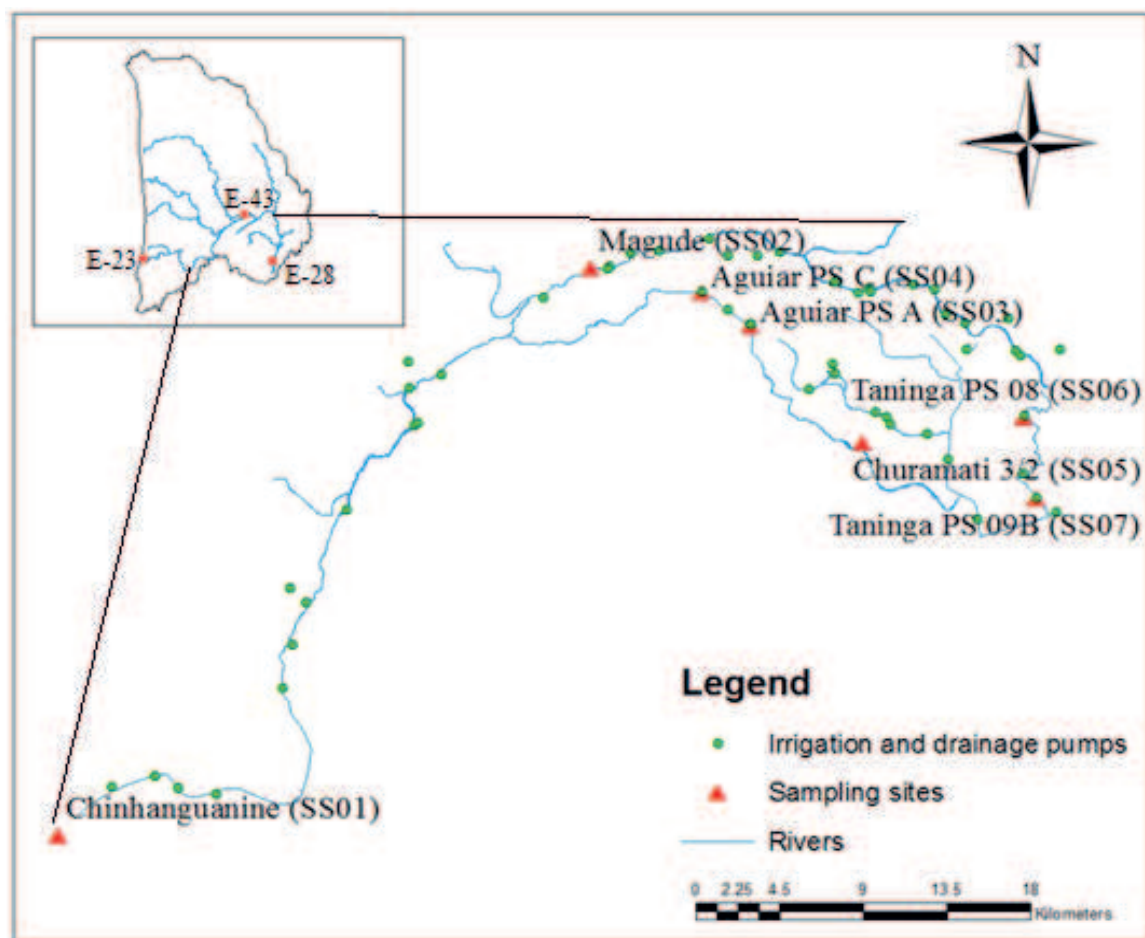 N
E-43
E-23
E-28
Magude (SS02)
Aguiar PS C (SS04)
Aguiar PS A (SS03)
Taninga PS 08 (SS06)
Churamati 3/2 (SS05)
Taninga PS 09B (SS07)
Chinhanguanine (SS01)
Legend
Irrigation and drainage pumps
Sampling sites
Rivers
0 2.25 4.5 9 13.5 18
Kilometers